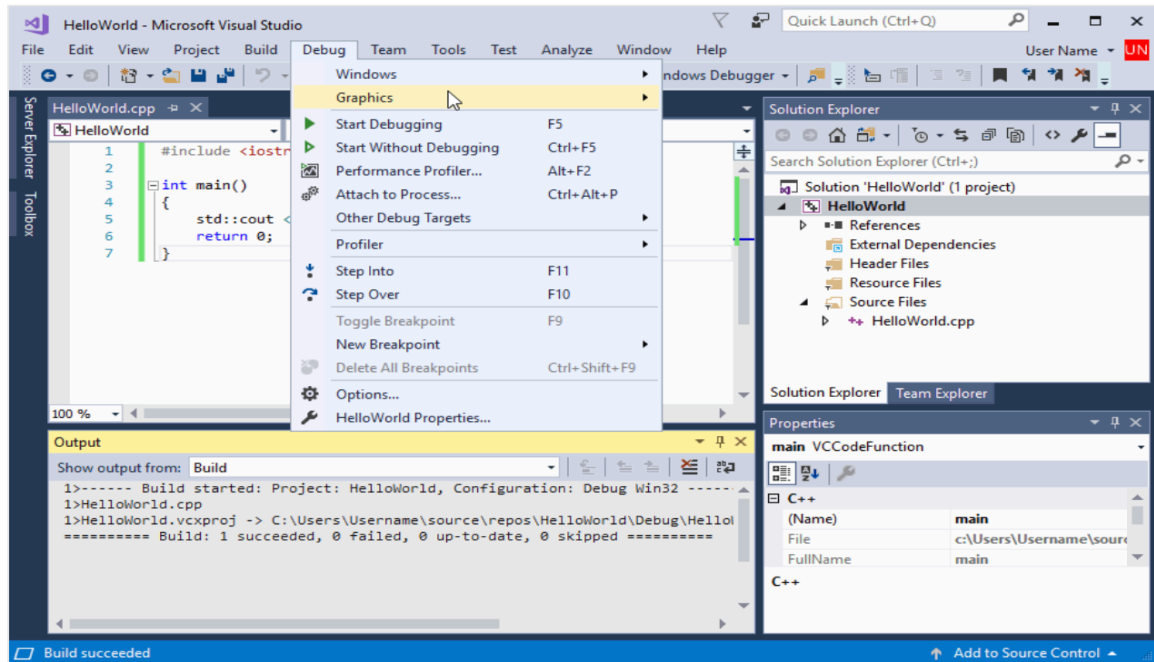 HelloWorld - Microsoft Visual Studio
Quick Launch (Ctrl+Q)
File Edit View Project Build Debug Team Tools Test Analyze Window Help
User Name UN
ndows Debugger
Server Explorer
Toolbox
HelloWorld.cpp
HelloWorld
1 #include <iostr
2
3 int main()
4 {
5 std::cout <
6 return 0;
7 }
100 %
Windows
Graphics
Start Debugging F5
Start Without Debugging Ctrl+F5
Performance Profiler... Alt+F2
Attach to Process... Ctrl+Alt+P
Other Debug Targets
Profiler
Step Into F11
Step Over F10
Toggle Breakpoint F9
New Breakpoint
Delete All Breakpoints Ctrl+Shift+F9
Options...
HelloWorld Properties...
Output
Show output from: Build
1>------ Build started: Project: HelloWorld, Configuration: Debug Win32 -----
1>HelloWorld.cpp
1>HelloWorld.vcxproj -> C:\Users\Username\source\repos\HelloWorld\Debug\Hello
========== Build: 1 succeeded, 0 failed, 0 up-to-date, 0 skipped ==========
Solution Explorer
Search Solution Explorer (Ctrl+;)
Solution 'HelloWorld' (1 project)
HelloWorld
References
External Dependencies
Header Files
Resource Files
Source Files
++ HelloWorld.cpp
Solution Explorer Team Explorer
Properties
main VCCodeFunction
C++
(Name) main
File c:\Users\Username\sourc
FullName main
C++
Build succeeded
Add to Source Control